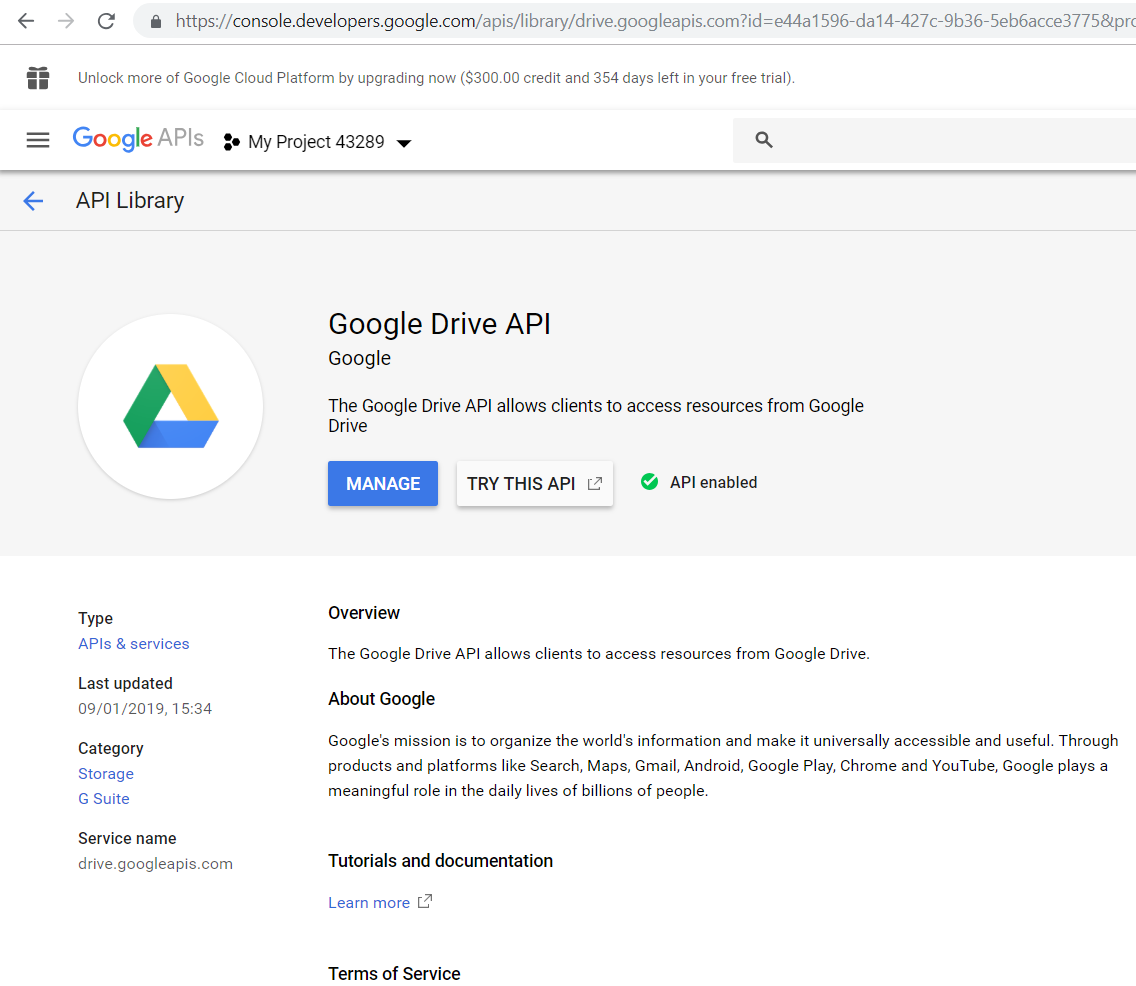 https://console.developers.google.com/apis/library/drive.googleapis.com?id=e44a1596-da14-427c-9b36-5eb6acce3775&pro
Unlock more of Google Cloud Platform by upgrading now ($300.00 credit and 354 days left in your free trial).
Google APIs My Project 43289
API Library
Google Drive API
Google
The Google Drive API allows clients to access resources from Google
Drive
MANAGE TRY THIS API API enabled
Type
APIs & services
Last updated
09/01/2019, 15:34
Category
Storage
G Suite
Service name
drive.googleapis.com
Overview
The Google Drive API allows clients to access resources from Google Drive.
About Google
Google's mission is to organize the world's information and make it universally accessible and useful. Through
products and platforms like Search, Maps, Gmail, Android, Google Play, Chrome and YouTube, Google plays a
meaningful role in the daily lives of billions of people.
Tutorials and documentation
Learn more
Terms of Service